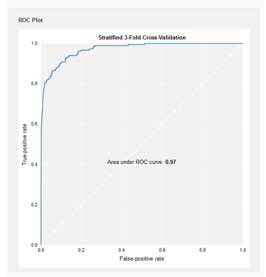 ROC Plot
Stratified 3-Fold Cross-Validation
1.0
0.8
0.6
0.4
0.2
0.0
True positive rate
Area under ROC curve: 0.97
0.0 0.2 0.4 0.6 0.8 1.0
False positive rate